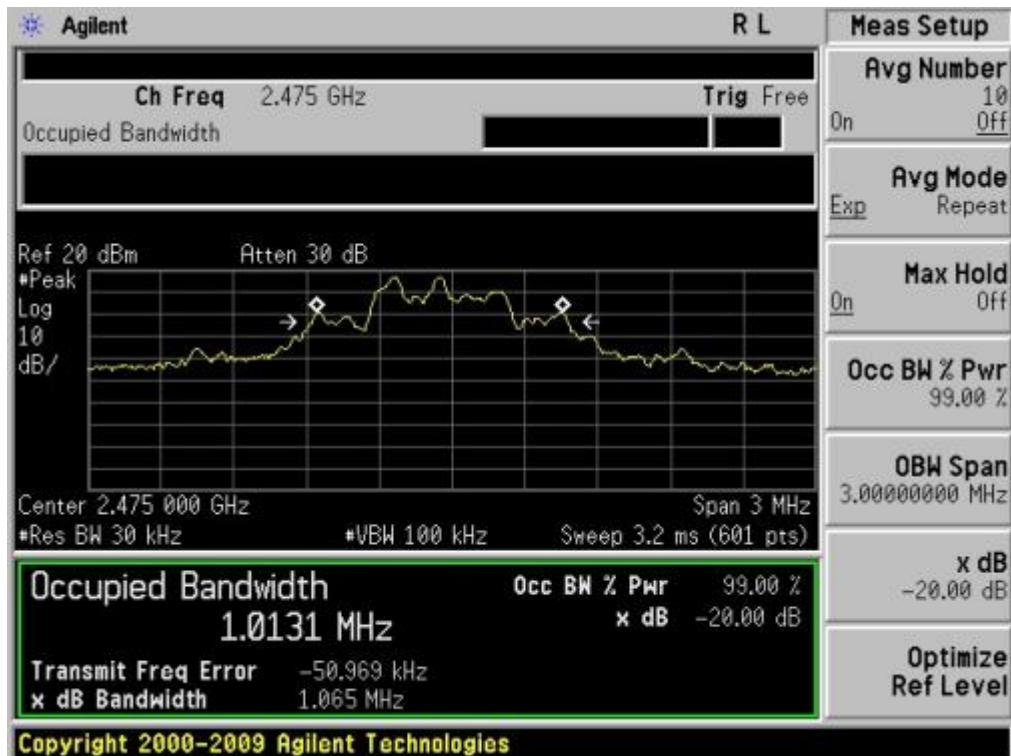 Agilent R L
Ch Freq 2.475 GHz Trig Free
Occupied Bandwidth
Ref 20 dBm Atten 30 dB
#Peak
Log
10
dB/
Center 2.475 000 GHz Span 3 MHz
#Res BW 30 kHz #VBW 100 kHz Sweep 3.2 ms (601 pts)
Occupied Bandwidth Occ BW % Pwr 99.00 %
1.0131 MHz x dB -20.00 dB
Transmit Freq Error -50.969 kHz
x dB Bandwidth 1.065 MHz
Copyright 2000-2009 Agilent Technologies
Meas Setup
Avg Number
10
On Off
Avg Mode
Exp Repeat
Max Hold
On Off
Occ BW % Pwr
99.00 %
OBW Span
3.00000000 MHz
x dB
-20.00 dB
Optimize
Ref Level